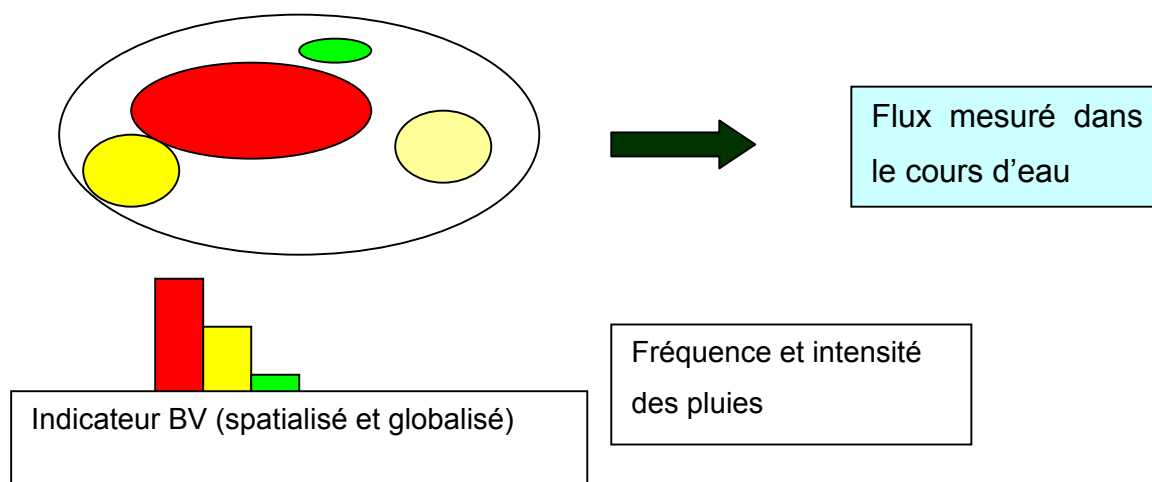 Flux mesuré dans
le cours d’eau
Fréquence et intensité
des pluies
Indicateur BV (spatialisé et globalisé)